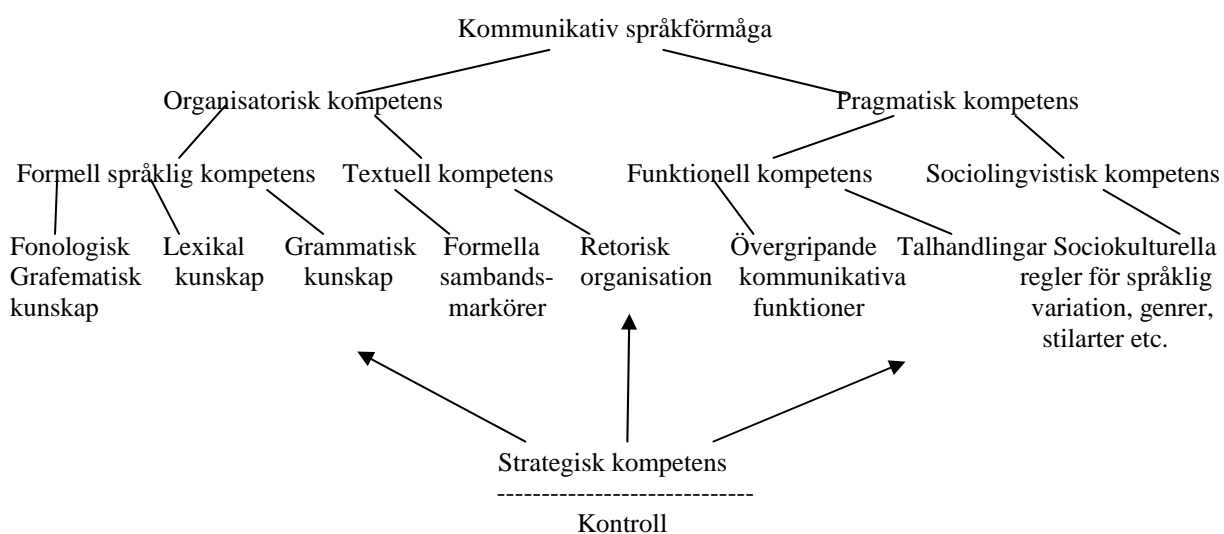 Kommunikativ språkförmåga
Organisatorisk kompetens Pragmatisk kompetens
Formell språklig kompetens Textuell kompetens Funktionell kompetens Sociolingvistisk kompetens
Fonologisk Lexikal Grammatisk Formella Retorisk Övergripande Talhandlingar Sociokulturella
Grafematisk kunskap kunskap sambands- organisation kommunikativa regler för språklig
kunskap markörer funktioner variation, genrer,
stilarter etc.
Strategisk kompetens
----------------------------
Kontroll